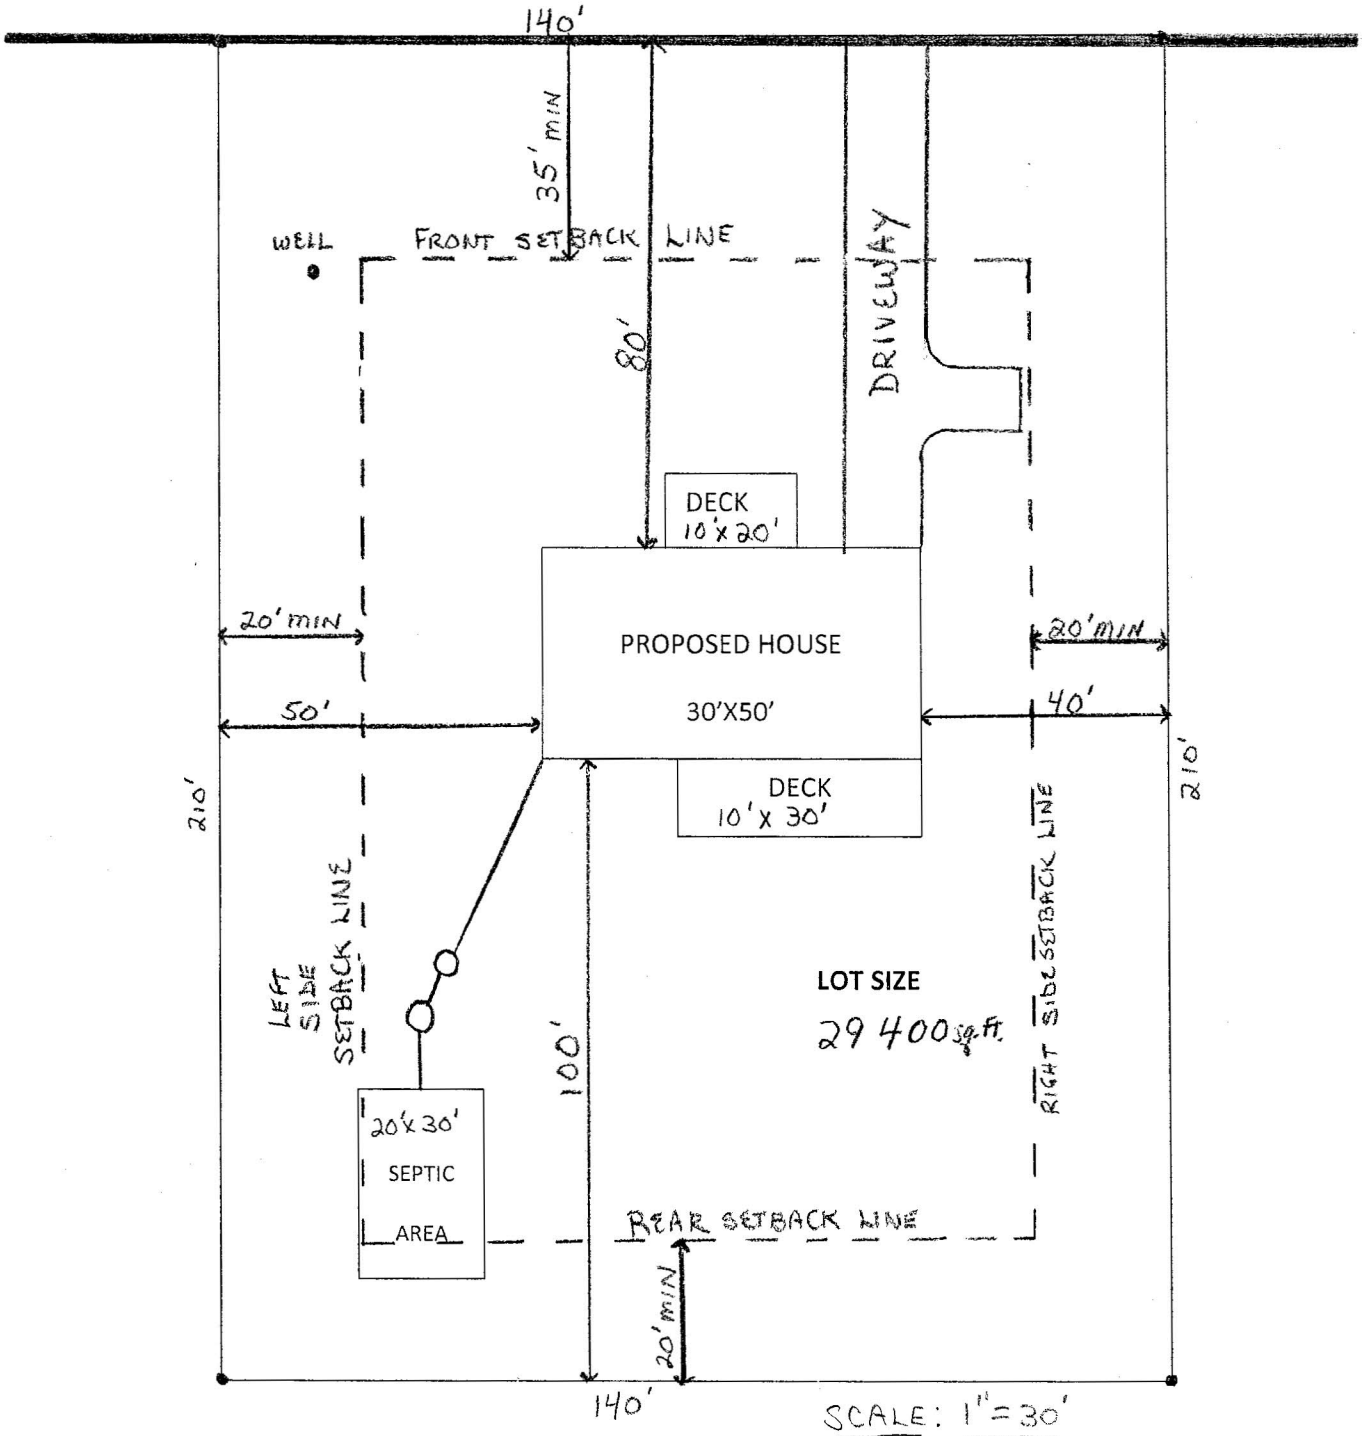 140'
35' MIN
WELL
FRONT SETBACK LINE
80'
DRIVEWAY
DECK
10'X20'
20'MIN
PROPOSED HOUSE
20'MIN
30'X50'
50'
40'
210'
210'
DECK
10'X 30'
LEFT
SIDE
SETBACK LINE
RIGHT SIDE SETBACK LINE
LOT SIZE
29400 sq.ft.
100'
20'X30'
SEPTIC
AREA
REAR SETBACK LINE
20'MIN
140'
SCALE: 1"=30'